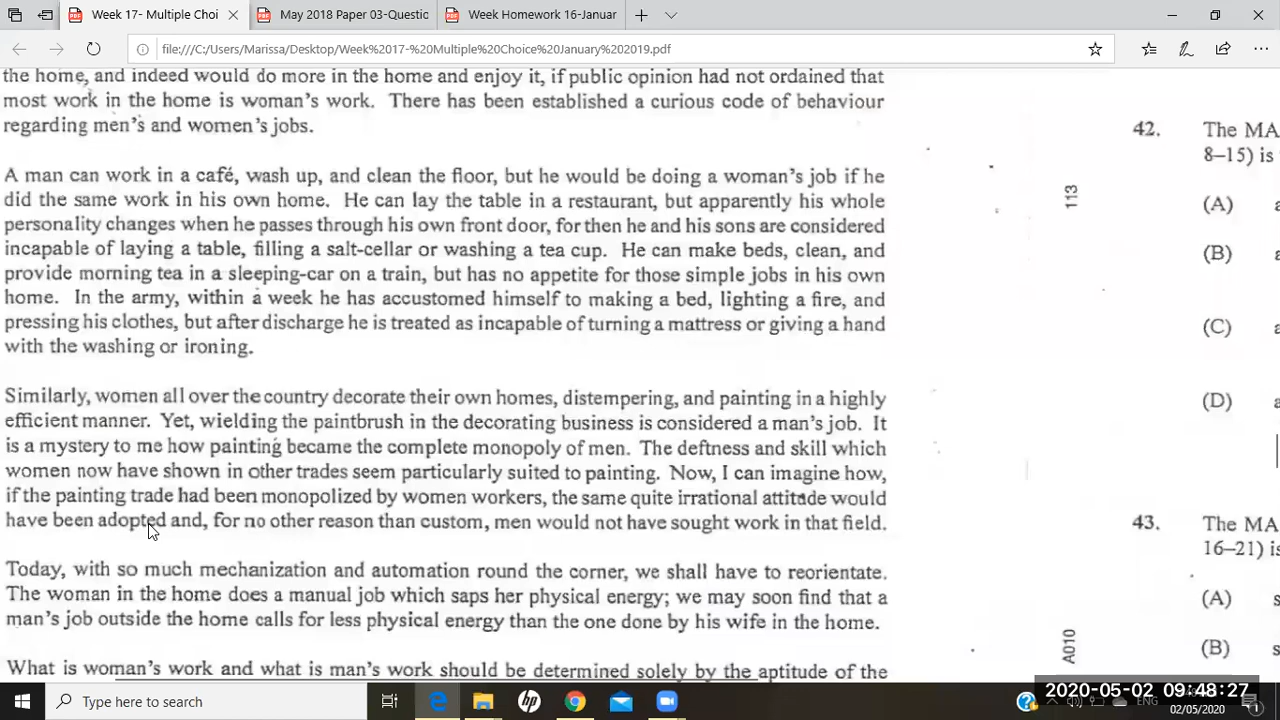 Week 17- Multiple Choi
May 2018 Paper 03-Questio
Week Homework 16-Januar
file:///C:/Users/Marissa/Desktop/Week%2017-%20Multiple%20Choice%20January%202019.pdf
the home, and indeed would do more in the home and enjoy it, if public opinion had not ordained that
most work in the home is woman's work. There has been established a curious code of behaviour
regarding men's and women's jobs.
A man can work in a café, wash up, and clean the floor, but he would be doing a woman's job if he
did the same work in his own home. He can lay the table in a restaurant, but apparently his whole
personality changes when he passes through his own front door, for then he and his sons are considered
incapable of laying a table, filling a salt-cellar or washing a tea cup. He can make beds, clean, and
provide morning tea in a sleeping-car on a train, but has no appetite for those simple jobs in his own
home. In the army, within a week he has accustomed himself to making a bed, lighting a fire, and
pressing his clothes, but after discharge he is treated as incapable of turning a mattress or giving a hand
with the washing or ironing.
Similarly, women all over the country decorate their own homes, distempering, and painting in a highly
efficient manner. Yet, wielding the paintbrush in the decorating business is considered a man's job. It
is a mystery to me how painting became the complete monopoly of men. The deftness and skill which
women now have shown in other trades seem particularly suited to painting. Now, I can imagine how,
if the painting trade had been monopolized by women workers, the same quite irrational attitude would
have been adopted and, for no other reason than custom, men would not have sought work in that field.
Today, with so much mechanization and automation round the corner, we shall have to reorientate.
The woman in the home does a manual job which saps her physical energy; we may soon find that a
man's job outside the home calls for less physical energy than the one done by his wife in the home.
What is woman's work and what is man's work should be determined solely by the aptitude of the
113
A010
42. The MA
8–15) is
(A) a
(B) a
(C) a
(D) a
43. The MA
16–21) is
(A) s
(B) s
Type here to search
ENG
2020-05-02 09:48:27
02/05/2020